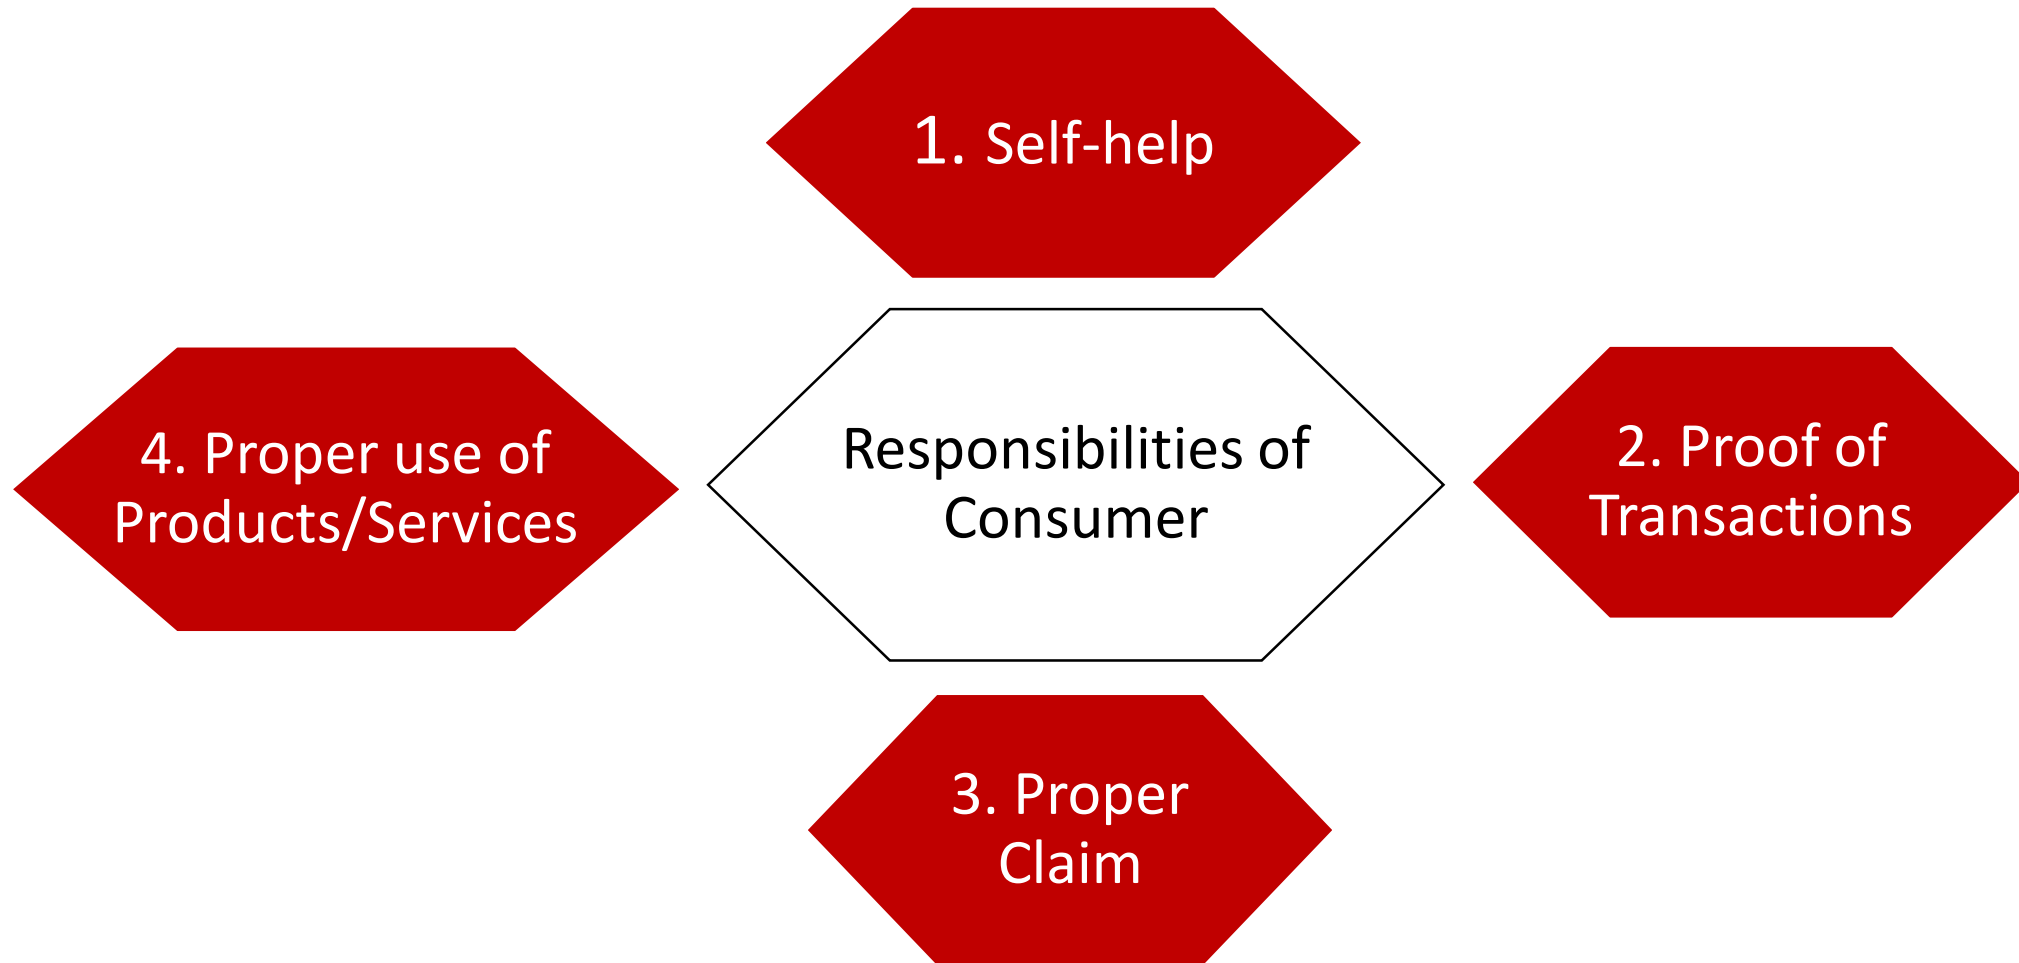 1. Self-help
Responsibilities of
Consumer
2. Proof of
Transactions
3. Proper
Claim
4. Proper use of
Products/Services